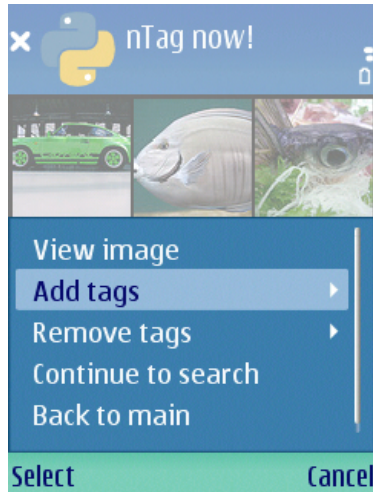 nTag now!
View image
Add tags
Remove tags
Continue to search
Back to main
Select Cancel